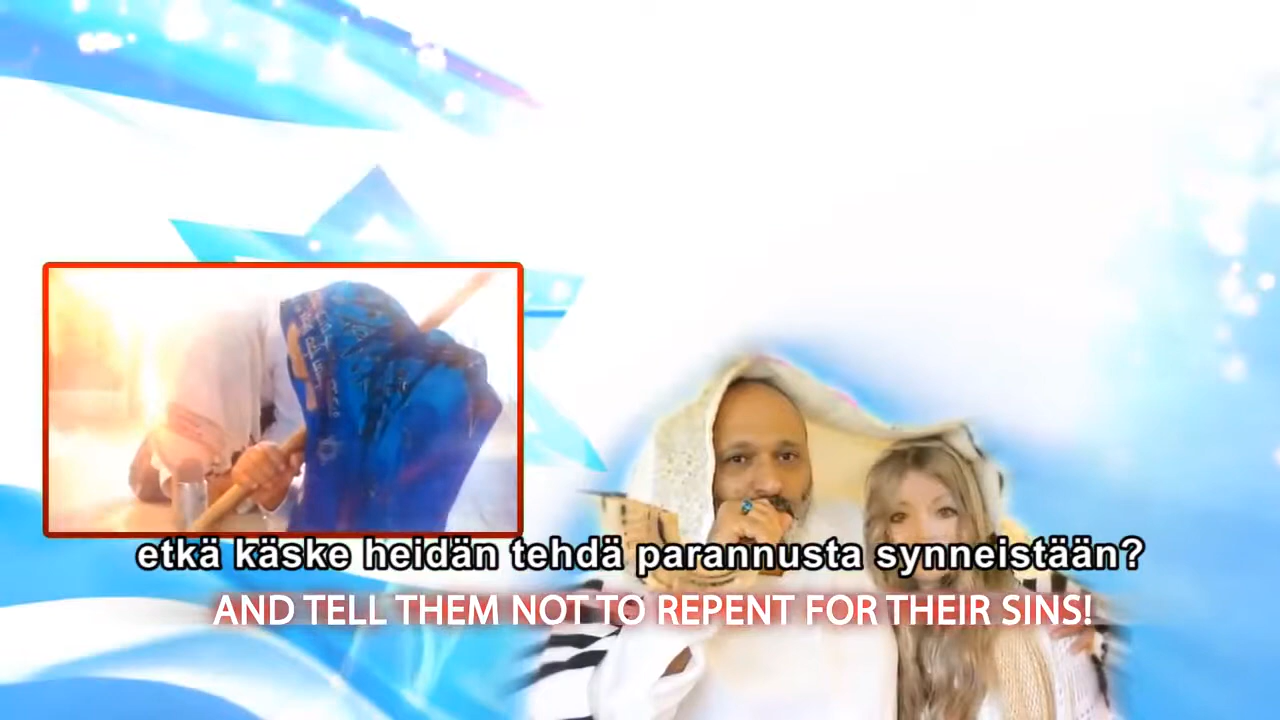 etkä käske heidän tehdä parannusta synneistään?
AND TELL THEM NOT TO REPENT FOR THEIR SINS!